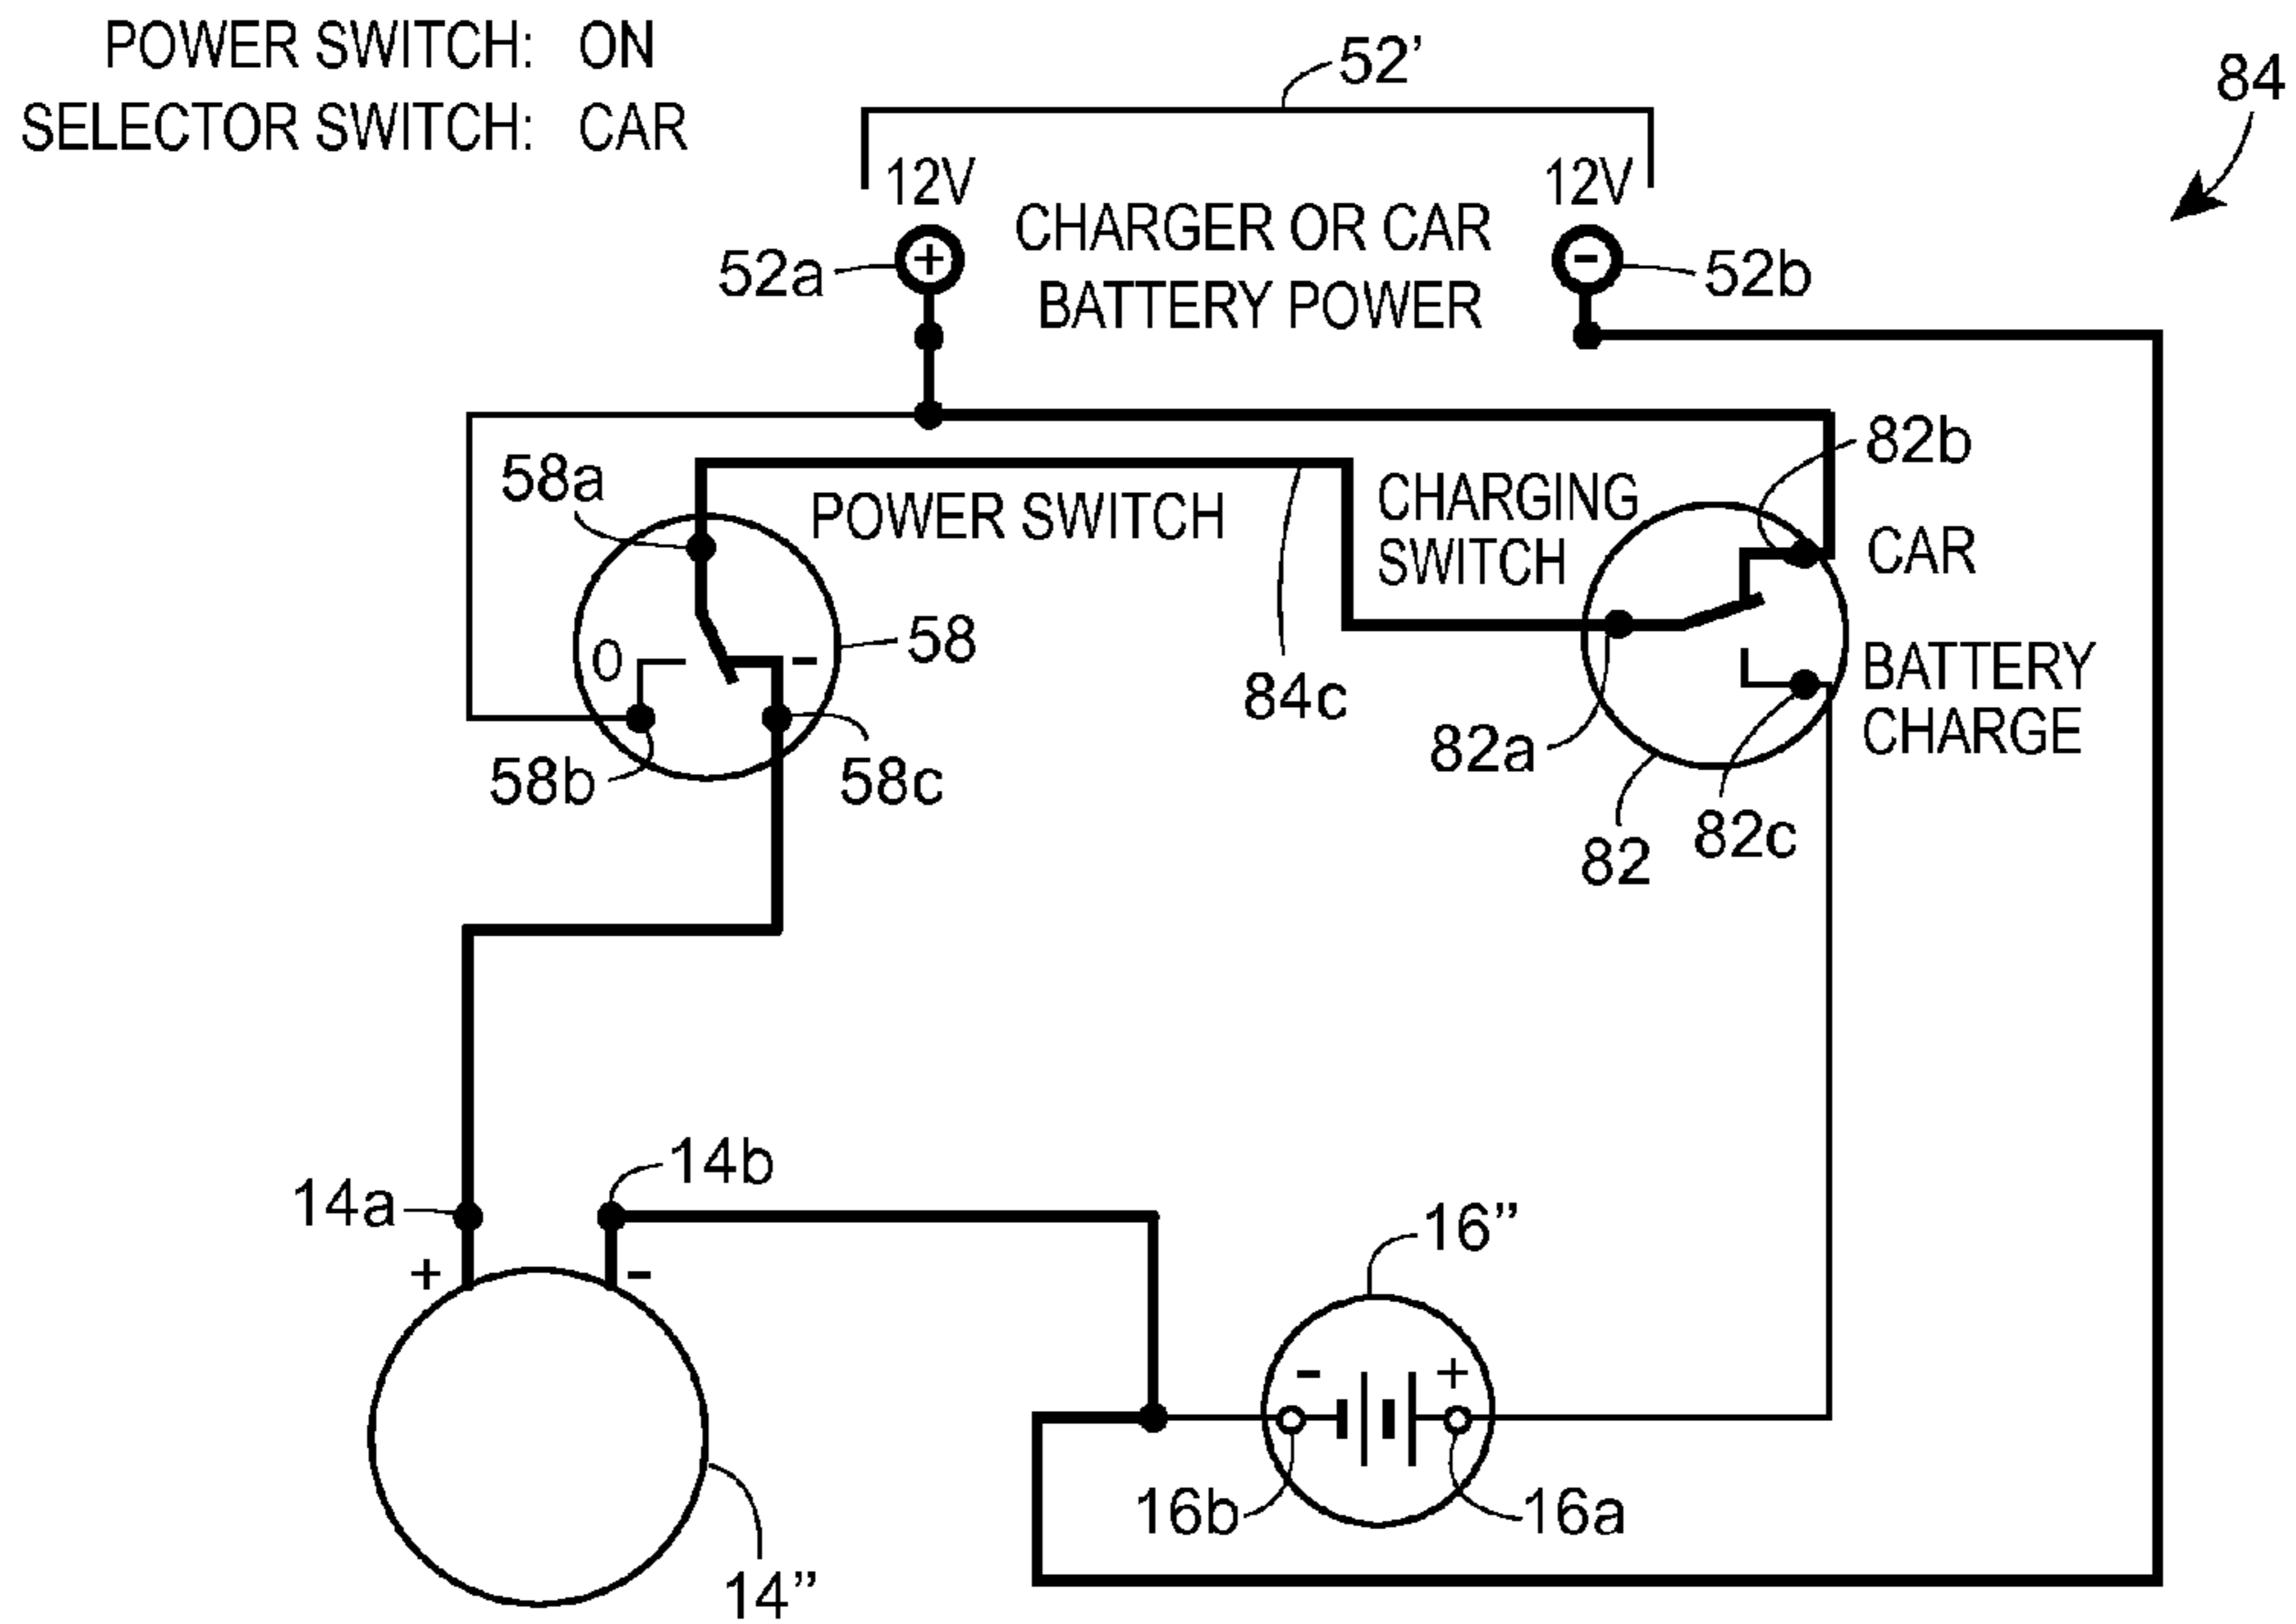 POWER SWITCH: ON
SELECTOR SWITCH: CAR
52’
84
12V
12V
52a
+
CHARGER OR CAR
BATTERY POWER
-
52b
58a
POWER SWITCH
CHARGING
SWITCH
82b
CAR
0
-
58
84c
BATTERY
CHARGE
58b
58c
82a
82
82c
14a
14b
+
-
16”
-
+
16b
16a
14”